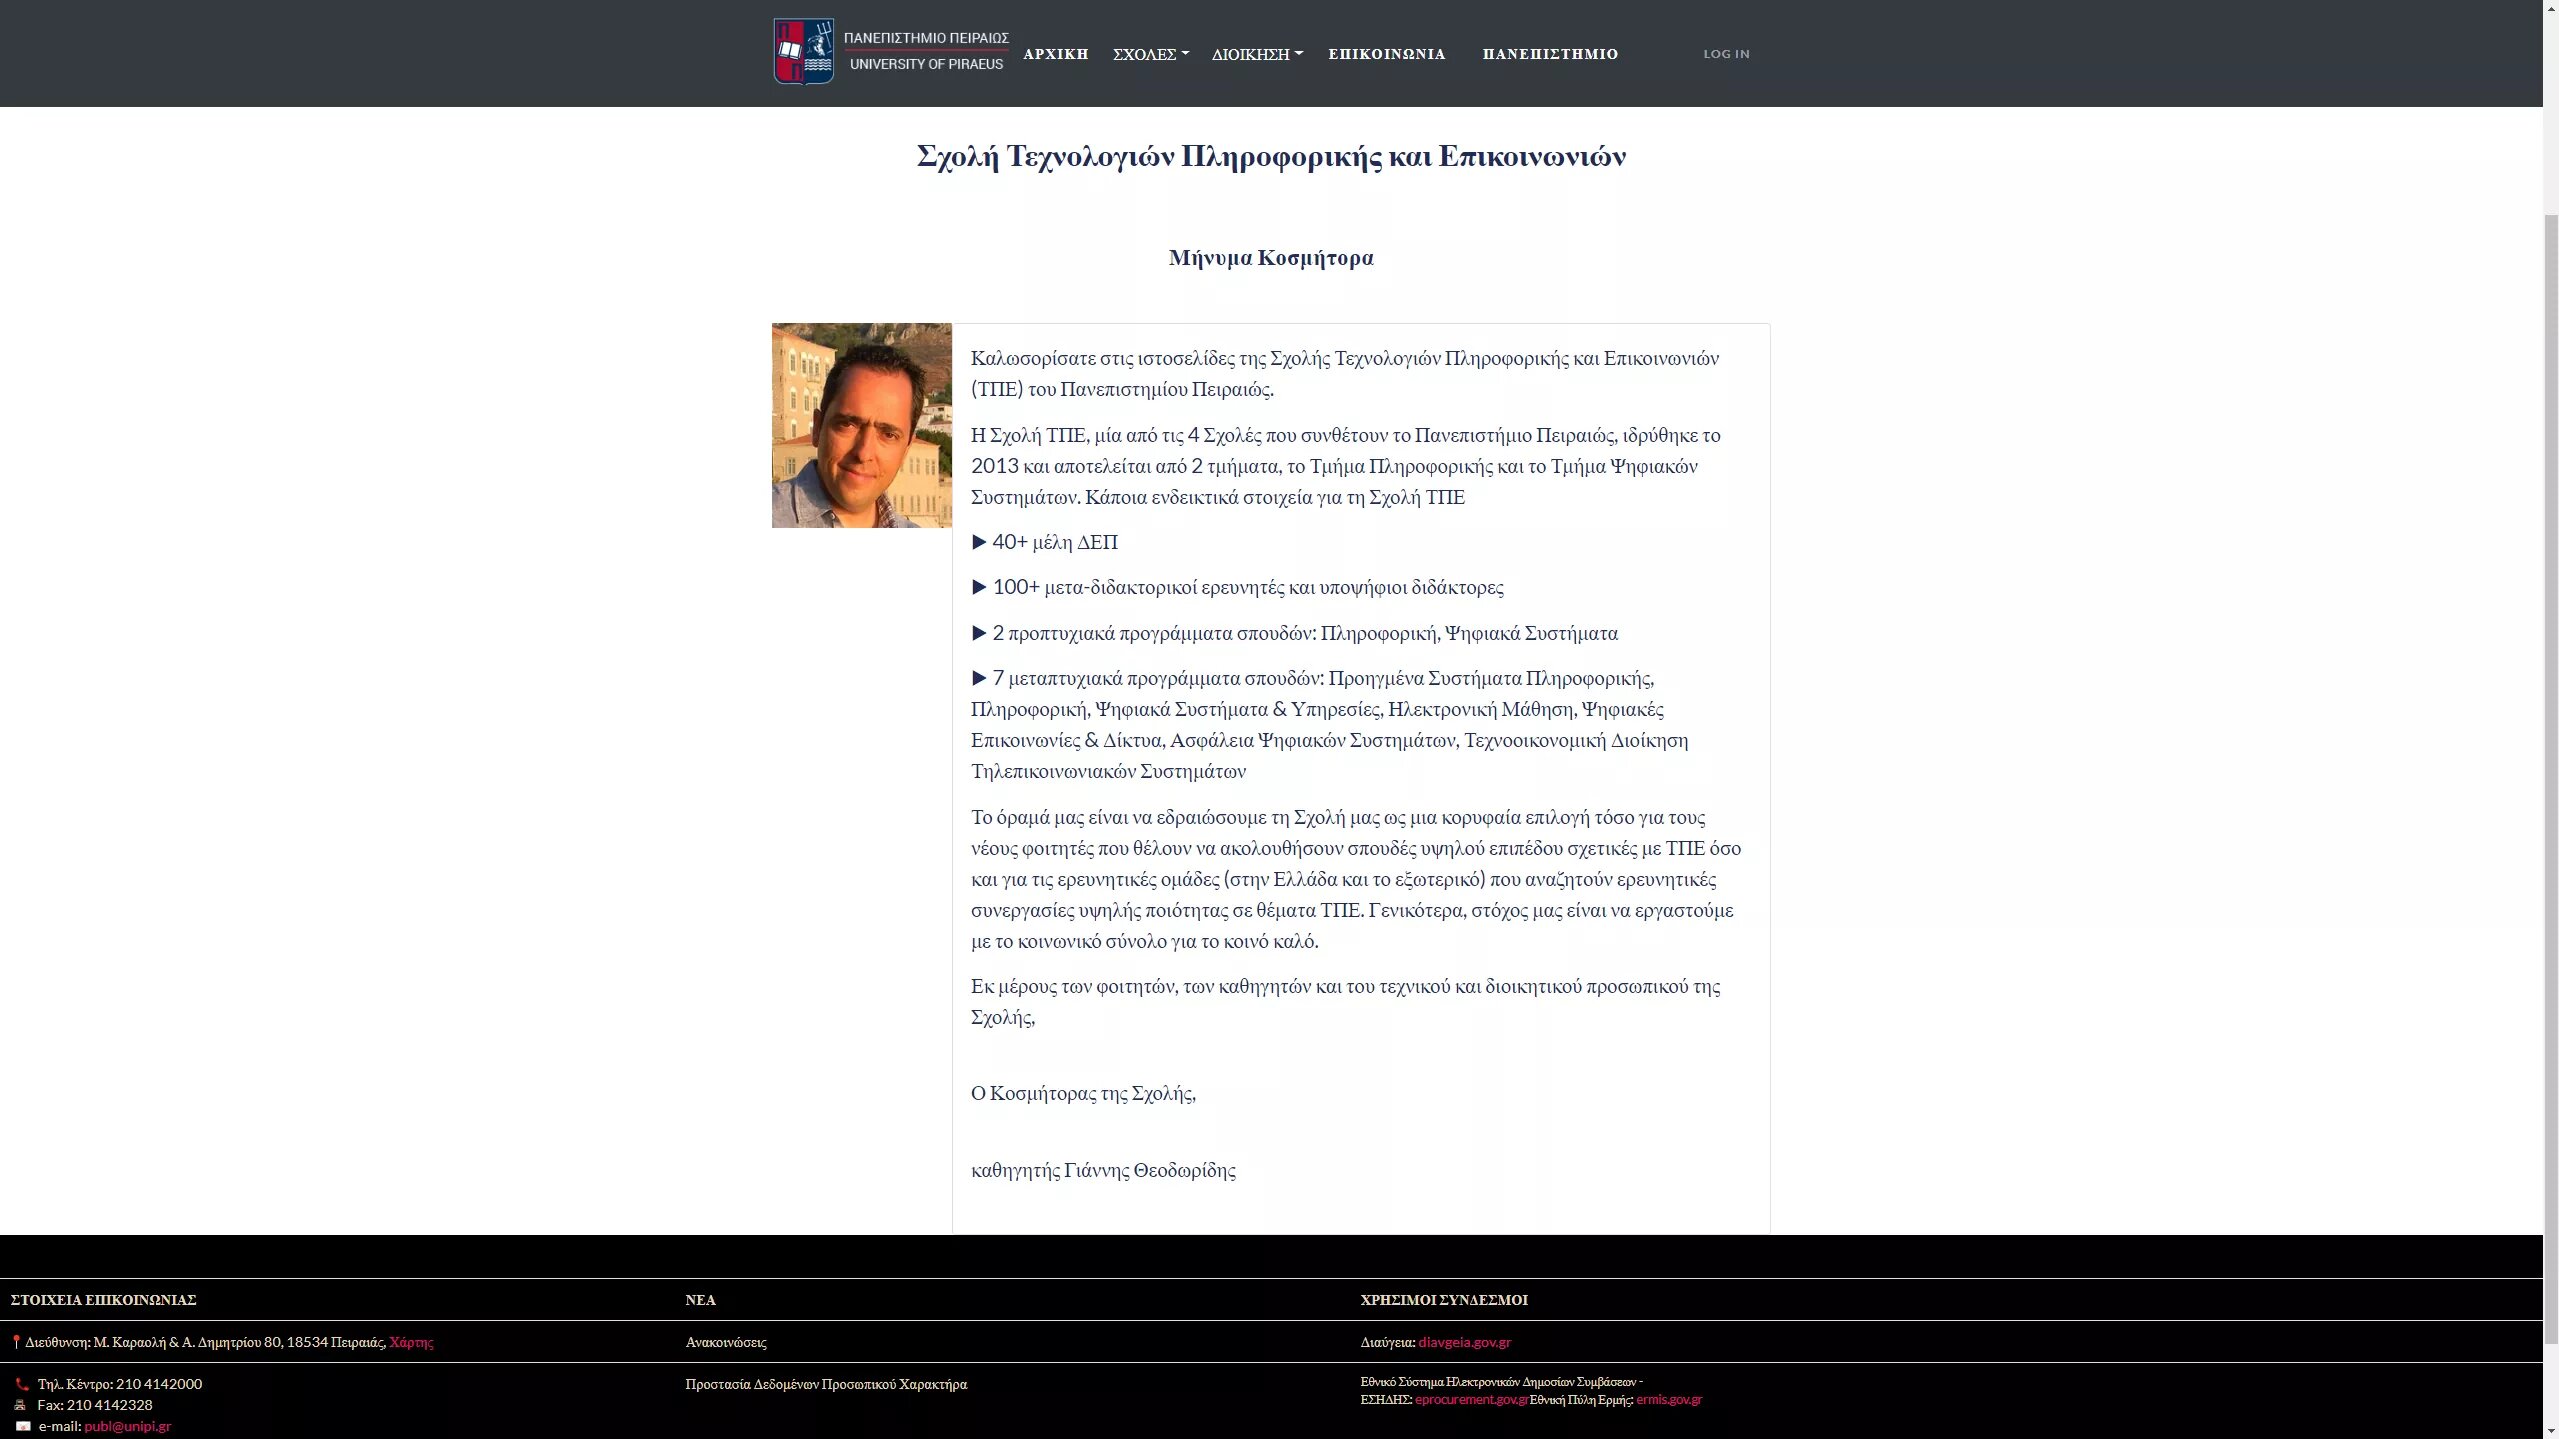 ΠΑΝΕΠΙΣΤΗΜΙΟ ΠΕΙΡΑΙΩΣ
UNIVERSITY OF PIRAEUS
ΑΡΧΙΚΗ ΣΧΟΛΕΣ ΔΙΟΙΚΗΣΗ ΕΠΙΚΟΙΝΩΝΙΑ ΠΑΝΕΠΙΣΤΗΜΙΟ LOG IN
Σχολή Τεχνολογιών Πληροφορικής και Επικοινωνιών
Μήνυμα Κοσμήτορα
Καλωσορίσατε στις ιστοσελίδες της Σχολής Τεχνολογιών Πληροφορικής και Επικοινωνιών
(ΤΠΕ) του Πανεπιστημίου Πειραιώς.
Η Σχολή ΤΠΕ, μία από τις 4 Σχολές που συνθέτουν το Πανεπιστήμιο Πειραιώς, ιδρύθηκε το
2013 και αποτελείται από 2 τμήματα, το Τμήμα Πληροφορικής και το Τμήμα Ψηφιακών
Συστημάτων. Κάποια ενδεικτικά στοιχεία για τη Σχολή ΤΠΕ
▶ 40+ μέλη ΔΕΠ
▶ 100+ μετα-διδακτορικοί ερευνητές και υποψήφιοι διδάκτορες
▶ 2 προπτυχιακά προγράμματα σπουδών: Πληροφορική, Ψηφιακά Συστήματα
▶ 7 μεταπτυχιακά προγράμματα σπουδών: Προηγμένα Συστήματα Πληροφορικής,
Πληροφορική, Ψηφιακά Συστήματα & Υπηρεσίες, Ηλεκτρονική Μάθηση, Ψηφιακές
Επικοινωνίες & Δίκτυα, Ασφάλεια Ψηφιακών Συστημάτων, Τεχνοοικονομική Διοίκηση
Τηλεπικοινωνιακών Συστημάτων
Το όραμά μας είναι να εδραιώσουμε τη Σχολή μας ως μια κορυφαία επιλογή τόσο για τους
νέους φοιτητές που θέλουν να ακολουθήσουν σπουδές υψηλού επιπέδου σχετικές με ΤΠΕ όσο
και για τις ερευνητικές ομάδες (στην Ελλάδα και το εξωτερικό) που αναζητούν ερευνητικές
συνεργασίες υψηλής ποιότητας σε θέματα ΤΠΕ. Γενικότερα, στόχος μας είναι να εργαστούμε
με το κοινωνικό σύνολο για το κοινό καλό.
Εκ μέρους των φοιτητών, των καθηγητών και του τεχνικού και διοικητικού προσωπικού της
Σχολής,
Ο Κοσμήτορας της Σχολής,
καθηγητής Γιάννης Θεοδωρίδης
ΣΤΟΙΧΕΙΑ ΕΠΙΚΟΙΝΩΝΙΑΣ
ΝΕΑ
ΧΡΗΣΙΜΟΙ ΣΥΝΔΕΣΜΟΙ
Διεύθυνση: Μ. Καραολή & Α. Δημητρίου 80, 18534 Πειραιάς, Χάρτης
Ανακοινώσεις
Διαύγεια: diavgeia.gov.gr
Τηλ. Κέντρο: 210 4142000
Fax: 210 4142328
e-mail: publ@unipi.gr
Προστασία Δεδομένων Προσωπικού Χαρακτήρα
Εθνικό Σύστημα Ηλεκτρονικών Δημοσίων Συμβάσεων -
ΕΣΗΔΗΣ: eprocurement.gov.grΕθνική Πύλη Ερμής: ermis.gov.gr